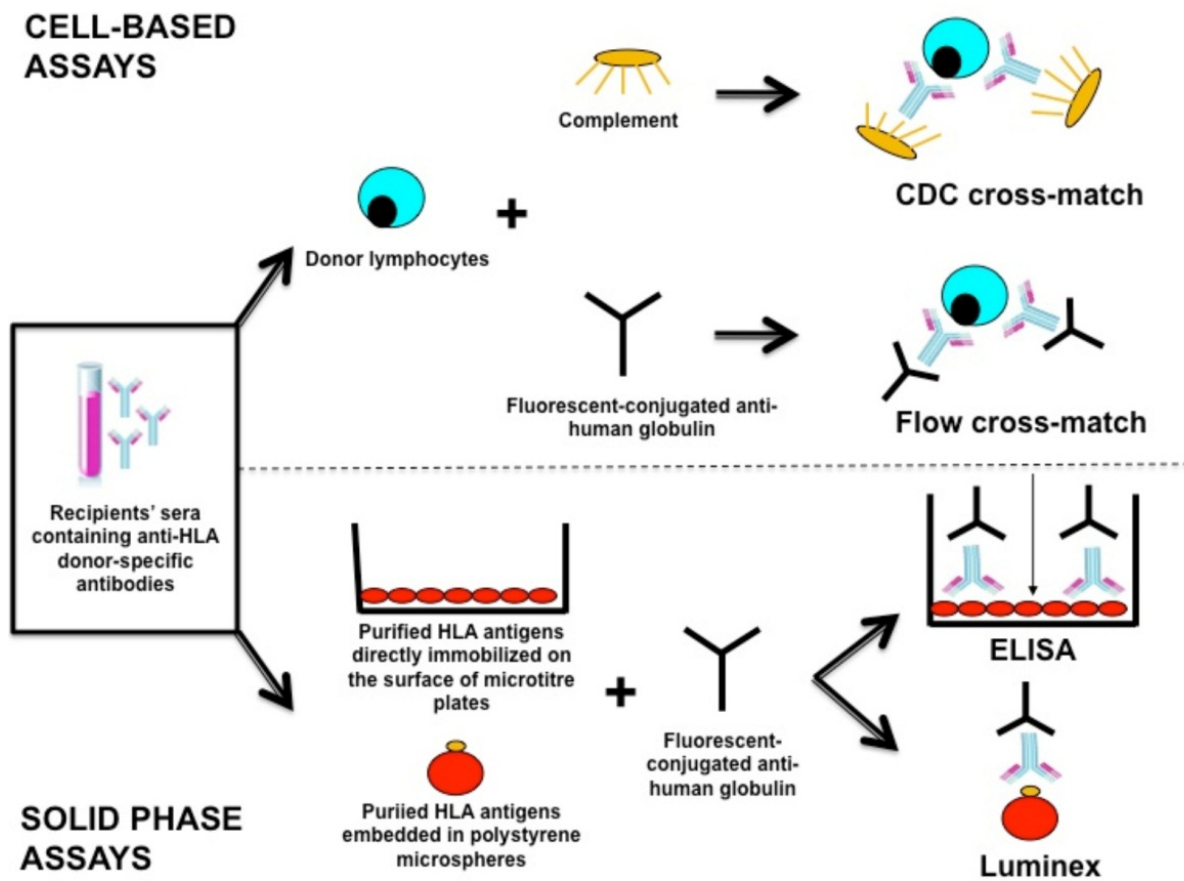 CELL-BASED
ASSAYS
Complement
CDC cross-match
Donor lymphocytes
+
Fluorescent-conjugated anti-
human globulin
Flow cross-match
Recipients’ sera
containing anti-HLA
donor-specific
antibodies
Purified HLA antigens
directly immobilized on
the surface of microtitre
plates
+
Fluorescent-
conjugated anti-
human globulin
ELISA
Puriied HLA antigens
embedded in polystyrene
microspheres
Luminex
SOLID PHASE
ASSAYS